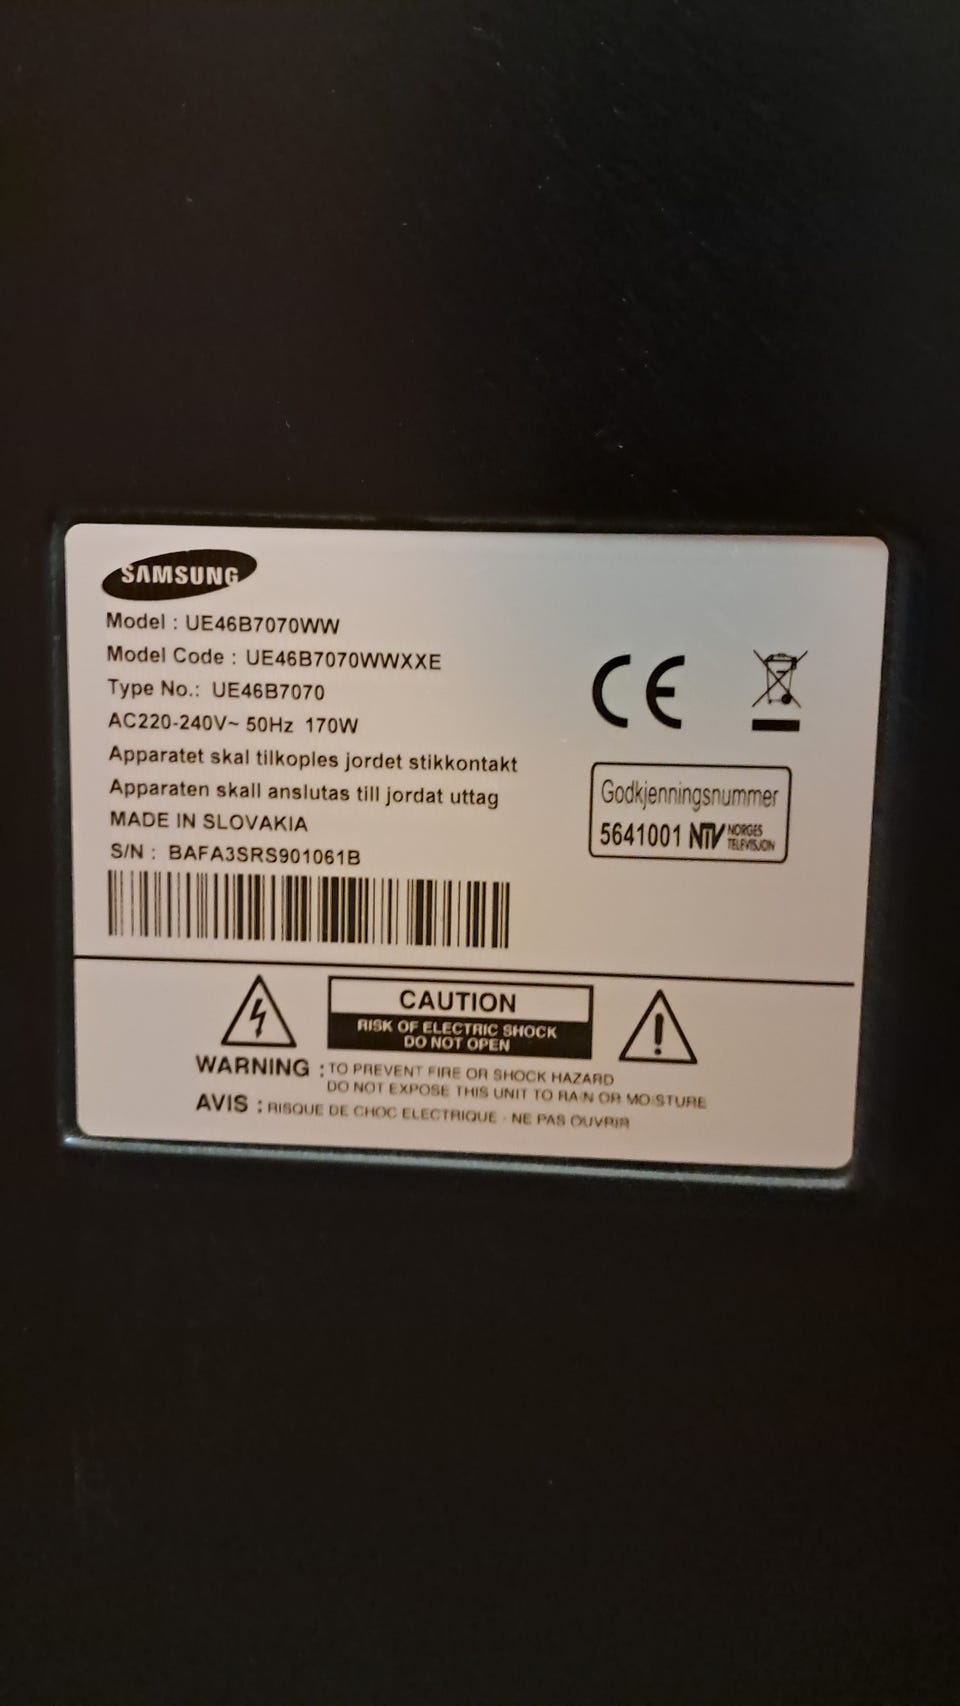 SAMSUNG
Model : UE46B7070WW
Model Code : UE46B7070WWXXE
Type No.: UE46B7070
AC220-240V~ 50Hz 170W
Apparatet skal tilkoples jordet stikkontakt
Apparaten skall anslutas till jordat uttag
MADE IN SLOVAKIA
S/N : BAFA3SRS901061B
CE
Godkjenningsnummer
5641001 NTV NORGES
TELEVISJON
CAUTION
RISK OF ELECTRIC SHOCK
DO NOT OPEN
WARNING : TO PREVENT FIRE OR SHOCK HAZARD
DO NOT EXPOSE THIS UNIT TO RAIN OR MOISTURE
AVIS : RISQUE DE CHOC ELECTRIQUE - NE PAS OUVRIR